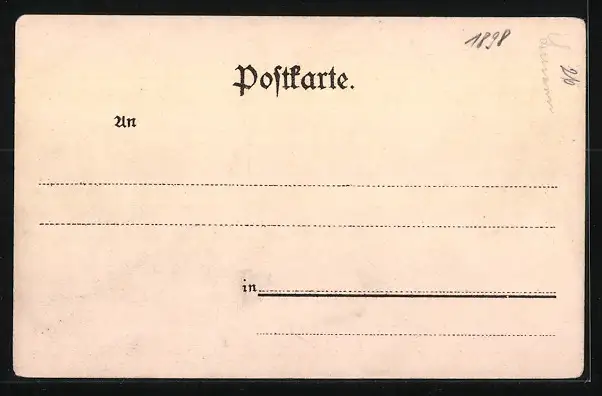 1898
Postkarte.
An
in